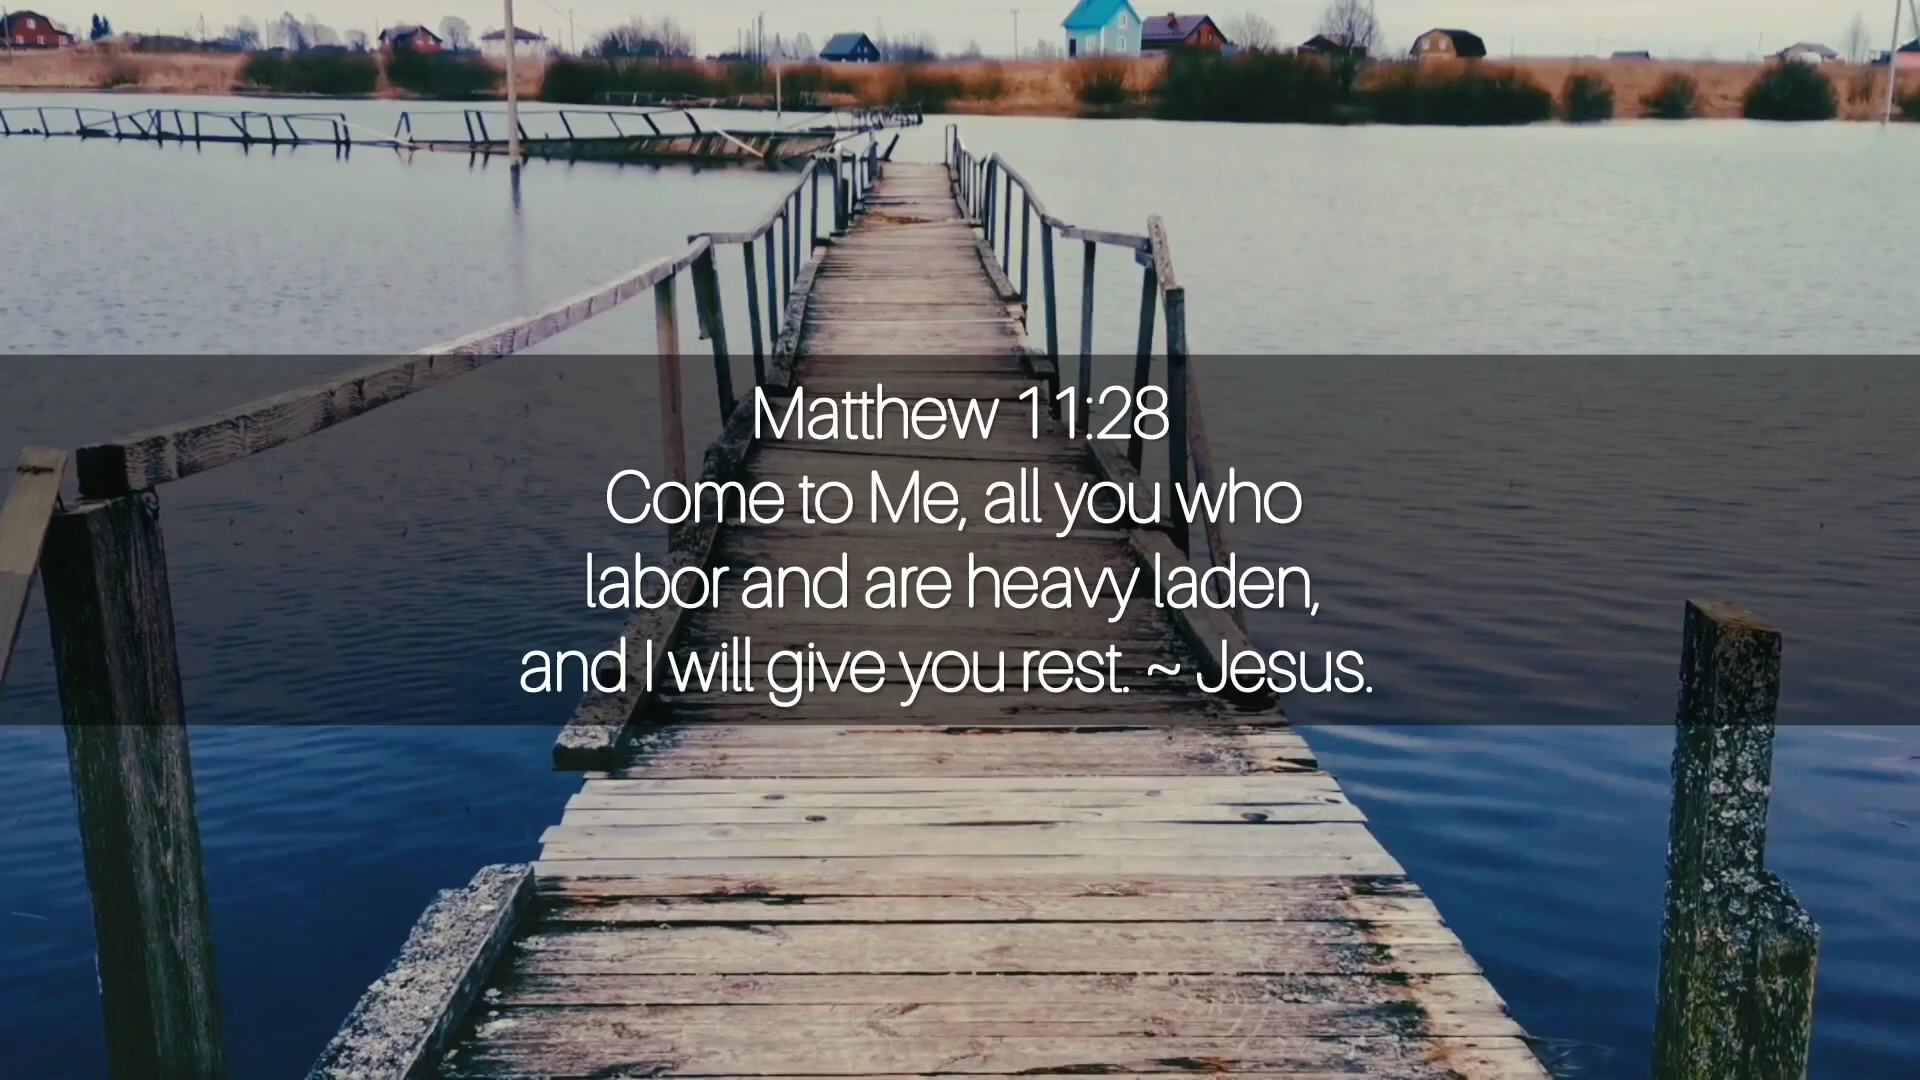 Matthew 11:28
Come to Me, all you who
labor and are heavy laden,
and I will give you rest. ~ Jesus.